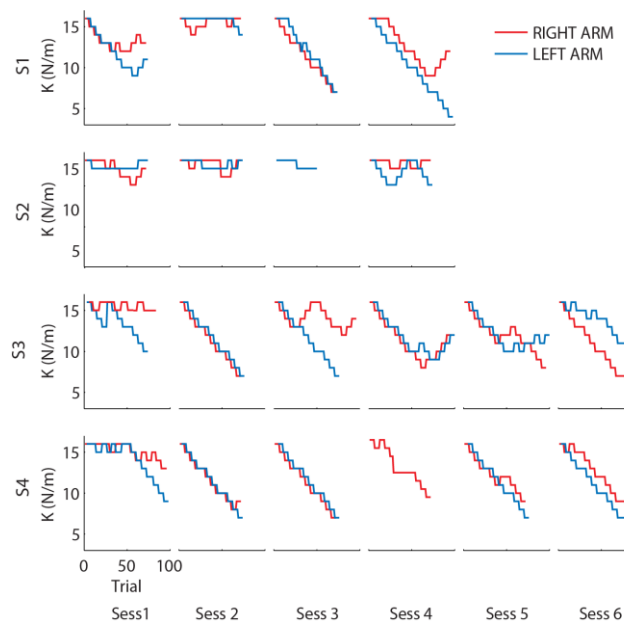 RIGHT ARM
LEFT ARM
S1
K (N/m)
15
10
5
S2
K (N/m)
15
10
5
S3
K (N/m)
15
10
5
S4
K (N/m)
15
10
5
0 50 100
Trial
Sess1 Sess 2 Sess 3 Sess 4 Sess 5 Sess 6